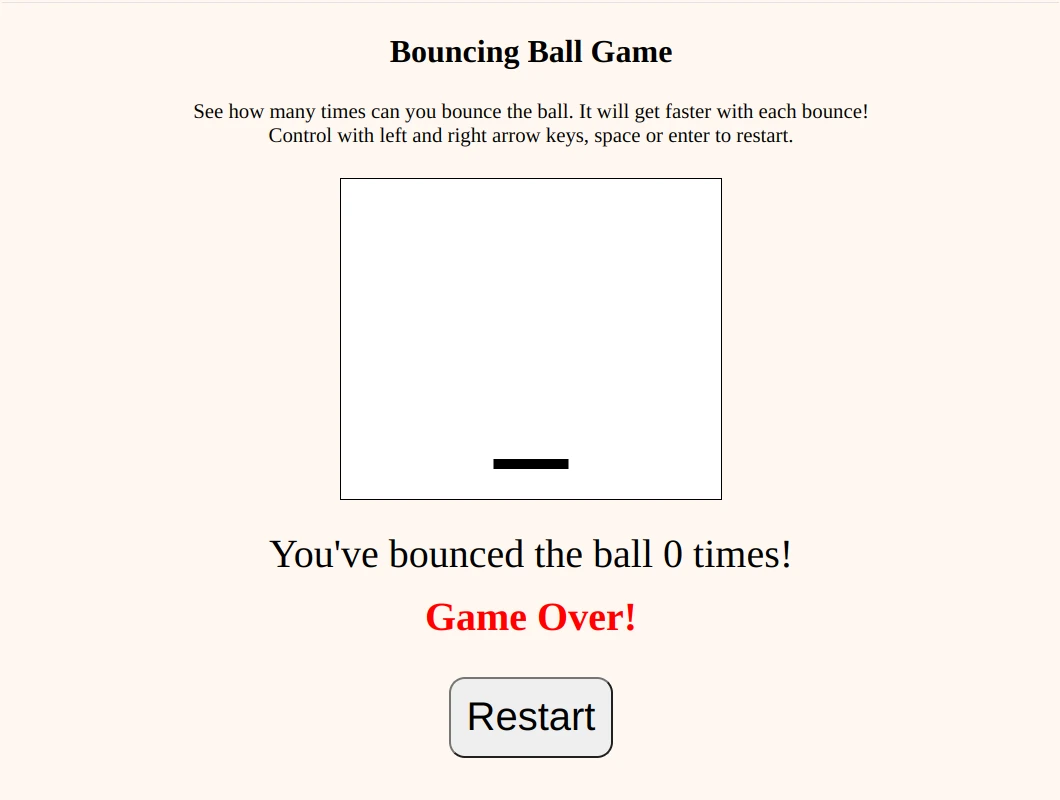 Bouncing Ball Game
See how many times can you bounce the ball. It will get faster with each bounce!
Control with left and right arrow keys, space or enter to restart.
You've bounced the ball 0 times!
Game Over!
Restart